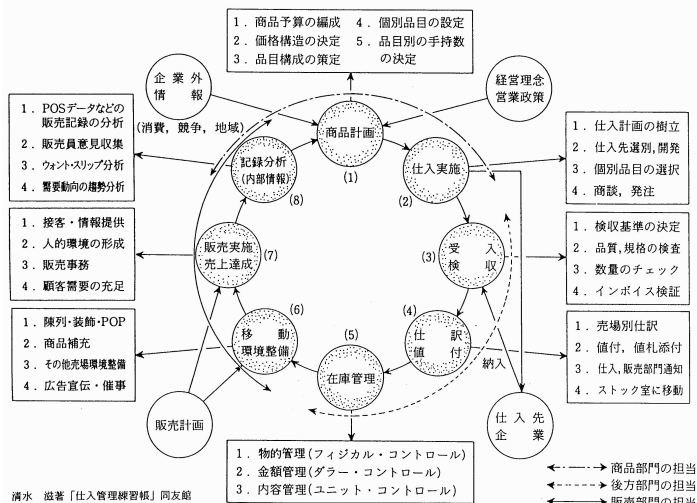 1．商品予算の編成
2．価格構造の決定
3．品目構成の策定
4．個別品目の設定
5．品目別の手持数
の決定
企業外
情報
経営理念
営業政策
(消費，競争，地域)
1．POSデータなどの
販売記録の分析
2．販売員意見収集
3．ウォント・スリップ分析
4．需要動向の趨勢分析
商品計画
(1)
記録分析
(内部情報)
(8)
仕入実施
(2)
1．仕入計画の樹立
2．仕入先選別，開発
3．個別品目の選択
4．商談，発注
1．接客・情報提供
2．人的環境の形成
3．販売事務
4．顧客需要の充足
販売実施
売上達成
(7)
(3)
受入
検収
1．検収基準の決定
2．品質，規格の検査
3．数量のチェック
4．インボイス検証
1．陳列・装飾・POP
2．商品補充
3．その他売場環境整備
4．広告宣伝・催事
(6)
移動
環境整備
(5)
在庫管理
(4)
仕訳
値付
納入
1．売場別仕訳
2．値付，値札添付
3．仕入，販売部門通知
4．ストック室に移動
販売計画
仕入先
企業
1．物的管理(フィジカル・コントロール)
2．金額管理(ダラー・コントロール)
3．内容管理(ユニット・コントロール)
商品部門の担当
後方部門の担当
販売部門の担当
清水　滋著「仕入管理練習帳」同友館